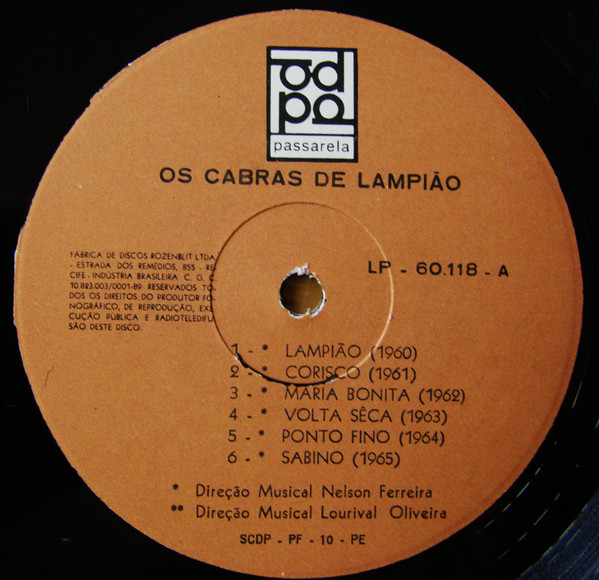 passarela
OS CABRAS DE LAMPIÃO
FÁBRICA DE DISCOS ROZENBLIT LTDA
- ESTRADA DOS REMÉDIOS, 855 - RE
CIFE - INDÚSTRIA BRASILEIRA C. G. C.
10.823.003/0001-89 RESERVADOS TO-
DOS OS DIREITOS DO PRODUTOR FO-
NOGRÁFICO, DE REPRODUÇÃO, EXE
CUÇÃO PÚBLICA E RADIOTELEDIFU
SÃO DESTE DISCO.
LP - 60.118 - A
1 - * LAMPIÃO (1960)
2 - * CORISCO (1961)
3 - * MARIA BONITA (1962)
4 - * VOLTA SÊCA (1963)
5 - * PONTO FINO (1964)
6 - * SABINO (1965)
* Direção Musical Nelson Ferreira
** Direção Musical Lourival Oliveira
SCDP - PF - 10 - PE